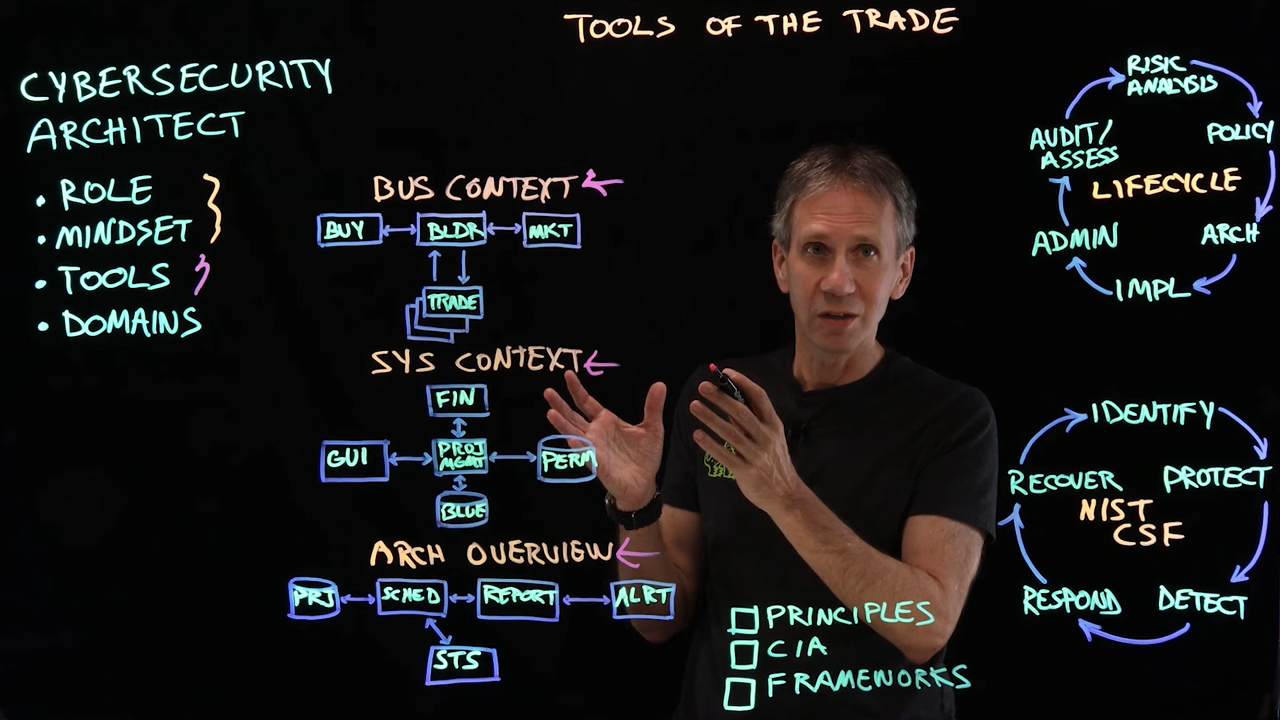 TOOLS OF THE TRADE
CYBERSECURITY
ARCHITECT
• ROLE
• MINDSET
• TOOLS
• DOMAINS
BUS CONTEXT
BUY
BLDR
MKT
TRADE
SYS CONTEXT
FIN
GUI
PROJ
MGMT
PERM
BLUE
ARCH OVERVIEW
PRJ
SCHED
REPORT
ALRT
STS
PRINCIPLES
CIA
FRAMEWORKS
RISK
ANALYSIS
POLICY
ARCH
IMPL
ADMIN
AUDIT/
ASSESS
LIFECYCLE
IDENTIFY
PROTECT
DETECT
RESPOND
RECOVER
NIST
CSF